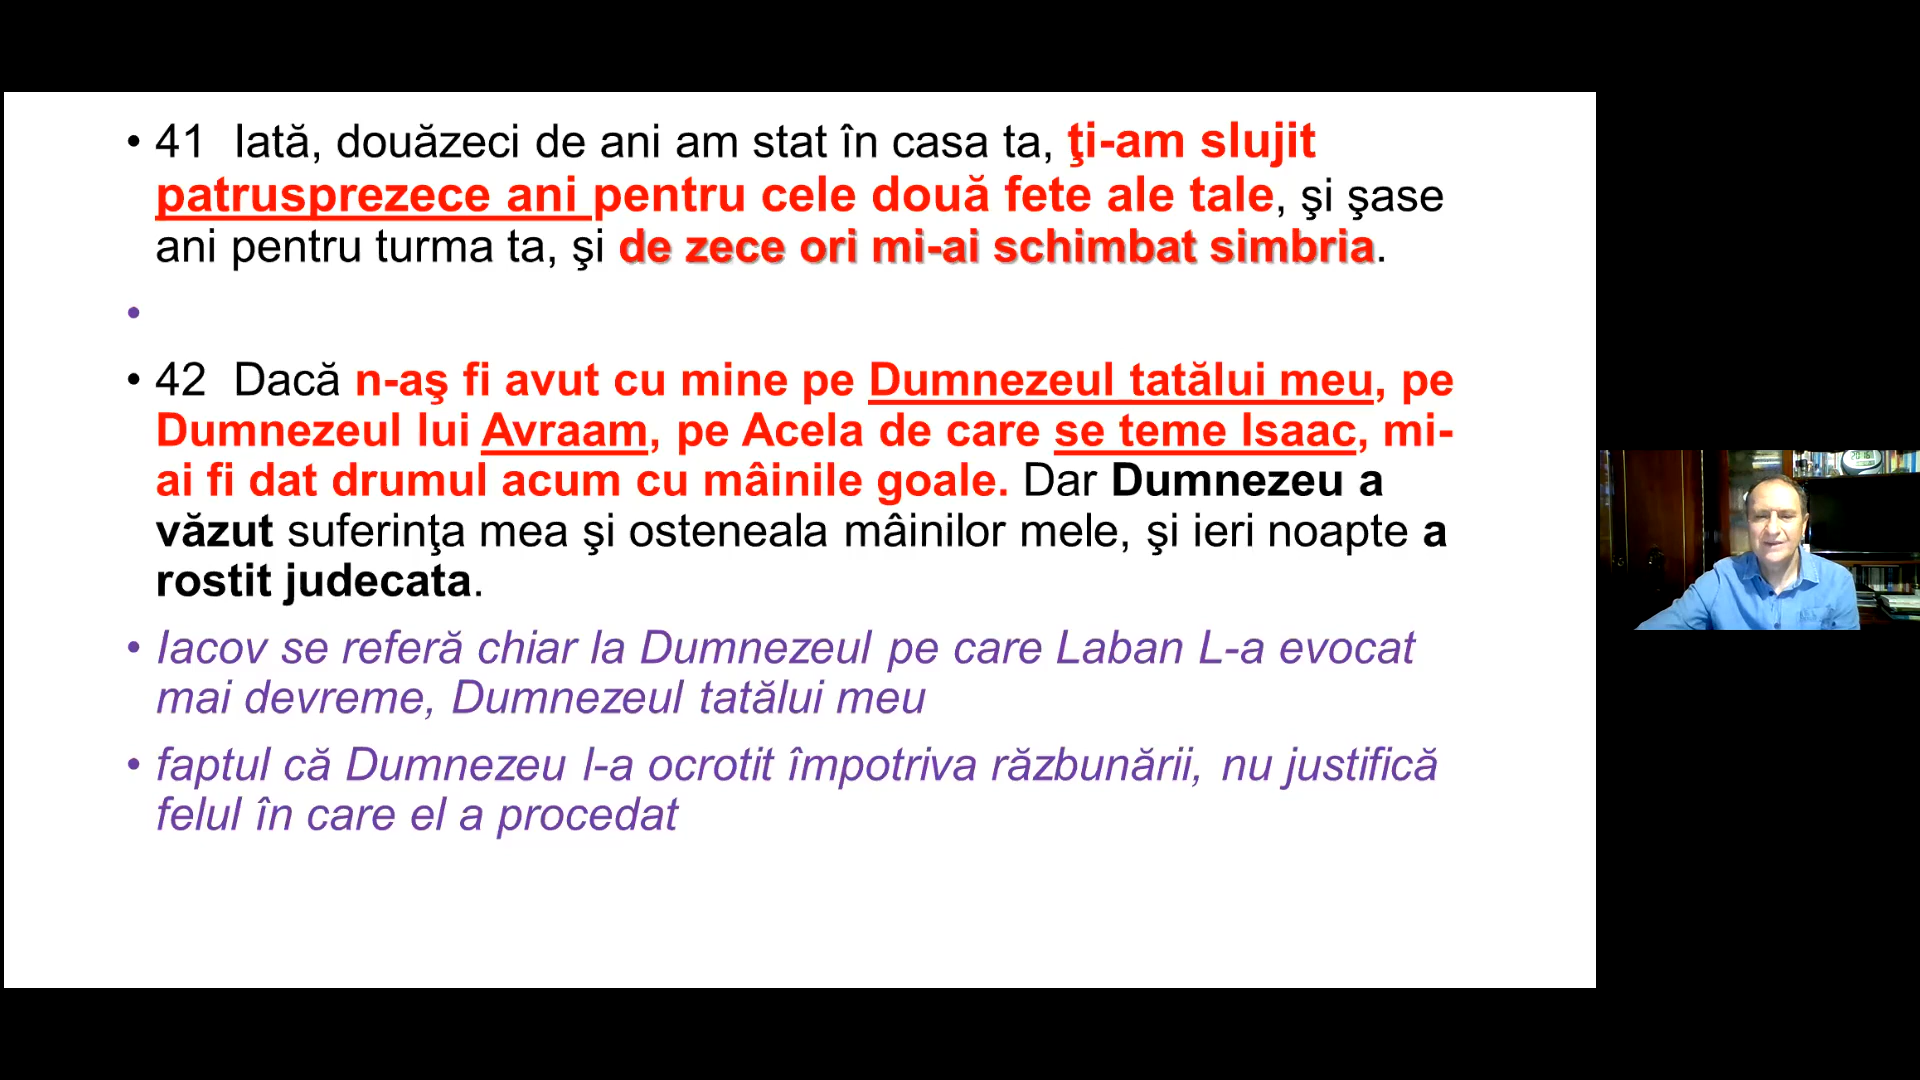 • 41 Iată, douăzeci de ani am stat în casa ta, ţi-am slujit
patrusprezece ani pentru cele două fete ale tale, şi şase
ani pentru turma ta, şi de zece ori mi-ai schimbat simbria.
•
• 42 Dacă n-aş fi avut cu mine pe Dumnezeul tatălui meu, pe
Dumnezeul lui Avraam, pe Acela de care se teme Isaac, mi-
ai fi dat drumul acum cu mâinile goale. Dar Dumnezeu a
văzut suferinţa mea şi osteneala mâinilor mele, şi ieri noapte a
rostit judecata.
• Iacov se referă chiar la Dumnezeul pe care Laban L-a evocat
mai devreme, Dumnezeul tatălui meu
• faptul că Dumnezeu l-a ocrotit împotriva răzbunării, nu justifică
felul în care el a procedat